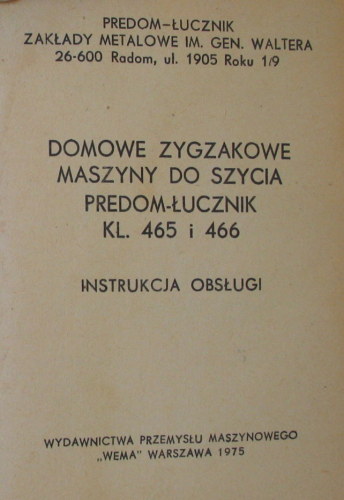 PREDOM-ŁUCZNIK
ZAKŁADY METALOWE IM. GEN. WALTERA
26-600 Radom, ul. 1905 Roku 1/9
DOMOWE ZYGZAKOWE
MASZYNY DO SZYCIA
PREDOM-ŁUCZNIK
KL. 465 i 466
INSTRUKCJA OBSŁUGI
WYDAWNICTWA PRZEMYSŁU MASZYNOWEGO
„WEMA" WARSZAWA 1975